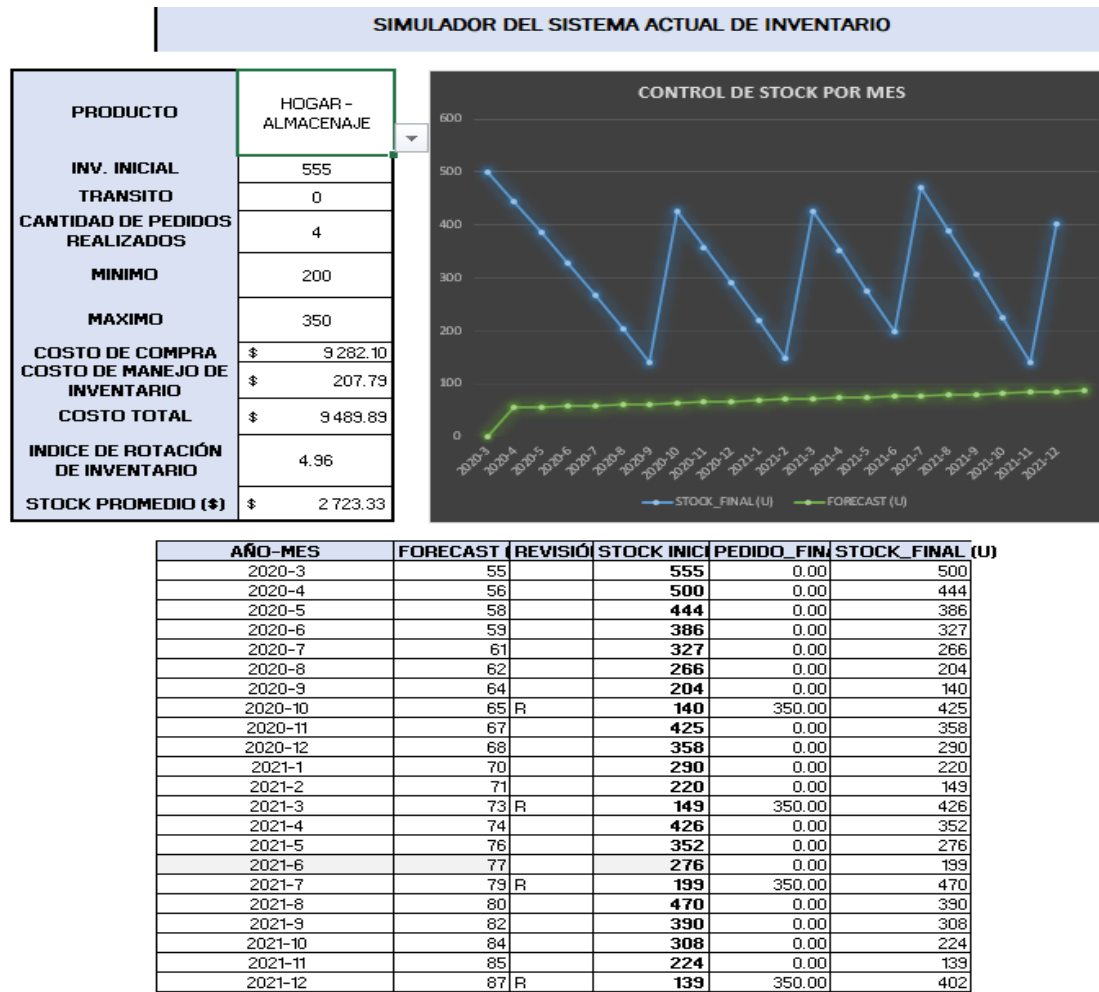 SIMULADOR DEL SISTEMA ACTUAL DE INVENTARIO
PRODUCTO HOGAR - ALMACENAJE
INV. INICIAL 555
TRANSITO 0
CANTIDAD DE PEDIDOS REALIZADOS 4
MINIMO 200
MAXIMO 350
COSTO DE COMPRA $ 9 282.10
COSTO DE MANEJO DE INVENTARIO $ 207.79
COSTO TOTAL $ 9 489.89
INDICE DE ROTACIÓN DE INVENTARIO 4.96
STOCK PROMEDIO ($) $ 2 723.33
CONTROL DE STOCK POR MES
600
500
400
300
200
100
0
2020-3 2020-4 2020-5 2020-6 2020-7 2020-8 2020-9 2020-10 2020-11 2020-12 2021-1 2021-2 2021-3 2021-4 2021-5 2021-6 2021-7 2021-8 2021-9 2021-10 2021-11 2021-12
STOCK_FINAL (U) FORECAST (U)
AÑO-MES FORECAST ( REVISIÓ STOCK INICI PEDIDO_FIN STOCK_FINAL (U)
2020-3 55 555 0.00 500
2020-4 56 500 0.00 444
2020-5 58 444 0.00 386
2020-6 59 386 0.00 327
2020-7 61 327 0.00 266
2020-8 62 266 0.00 204
2020-9 64 204 0.00 140
2020-10 65 R 140 350.00 425
2020-11 67 425 0.00 358
2020-12 68 358 0.00 290
2021-1 70 290 0.00 220
2021-2 71 220 0.00 149
2021-3 73 R 149 350.00 426
2021-4 74 426 0.00 352
2021-5 76 352 0.00 276
2021-6 77 276 0.00 199
2021-7 79 R 199 350.00 470
2021-8 80 470 0.00 390
2021-9 82 390 0.00 308
2021-10 84 308 0.00 224
2021-11 85 224 0.00 139
2021-12 87 R 139 350.00 402